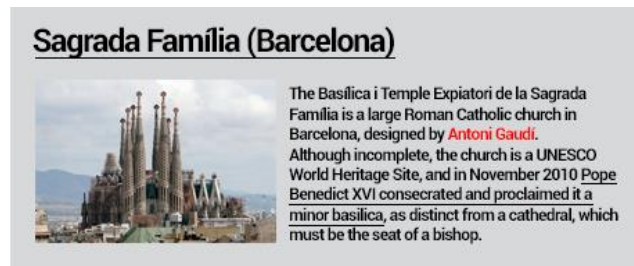 Sagrada Família (Barcelona)
The Basílica i Temple Expiatori de la Sagrada
Família is a large Roman Catholic church in
Barcelona, designed by Antoni Gaudí.
Although incomplete, the church is a UNESCO
World Heritage Site, and in November 2010 Pope
Benedict XVI consecrated and proclaimed it a
minor basilica, as distinct from a cathedral, which
must be the seat of a bishop.